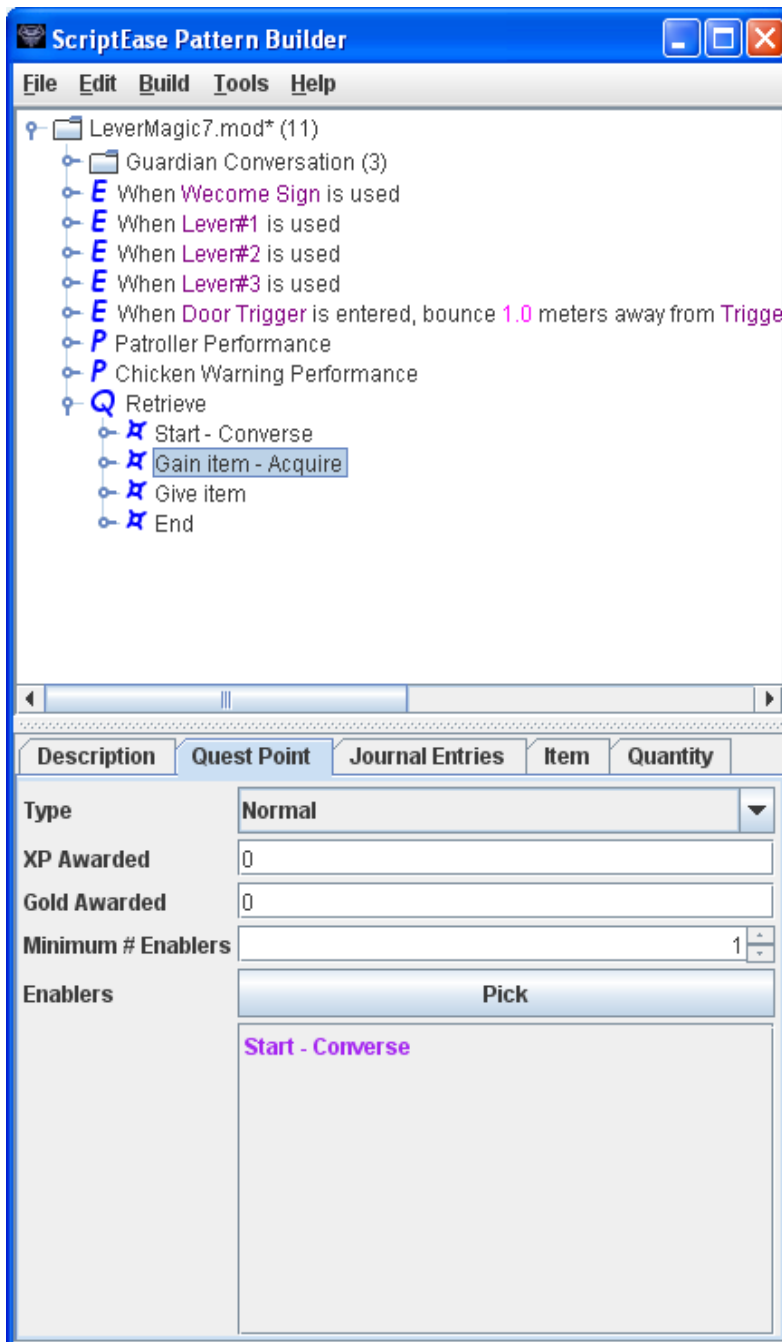 ScriptEase Pattern Builder
File Edit Build Tools Help
LeverMagic7.mod* (11)
Guardian Conversation (3)
E When Wecome Sign is used
E When Lever#1 is used
E When Lever#2 is used
E When Lever#3 is used
E When Door Trigger is entered, bounce 1.0 meters away from Trigge
P Patroller Performance
P Chicken Warning Performance
Q Retrieve
Start - Converse
Gain item - Acquire
Give item
End
Description Quest Point Journal Entries Item Quantity
Type Normal
XP Awarded 0
Gold Awarded 0
Minimum # Enablers 1
Enablers Pick
Start - Converse